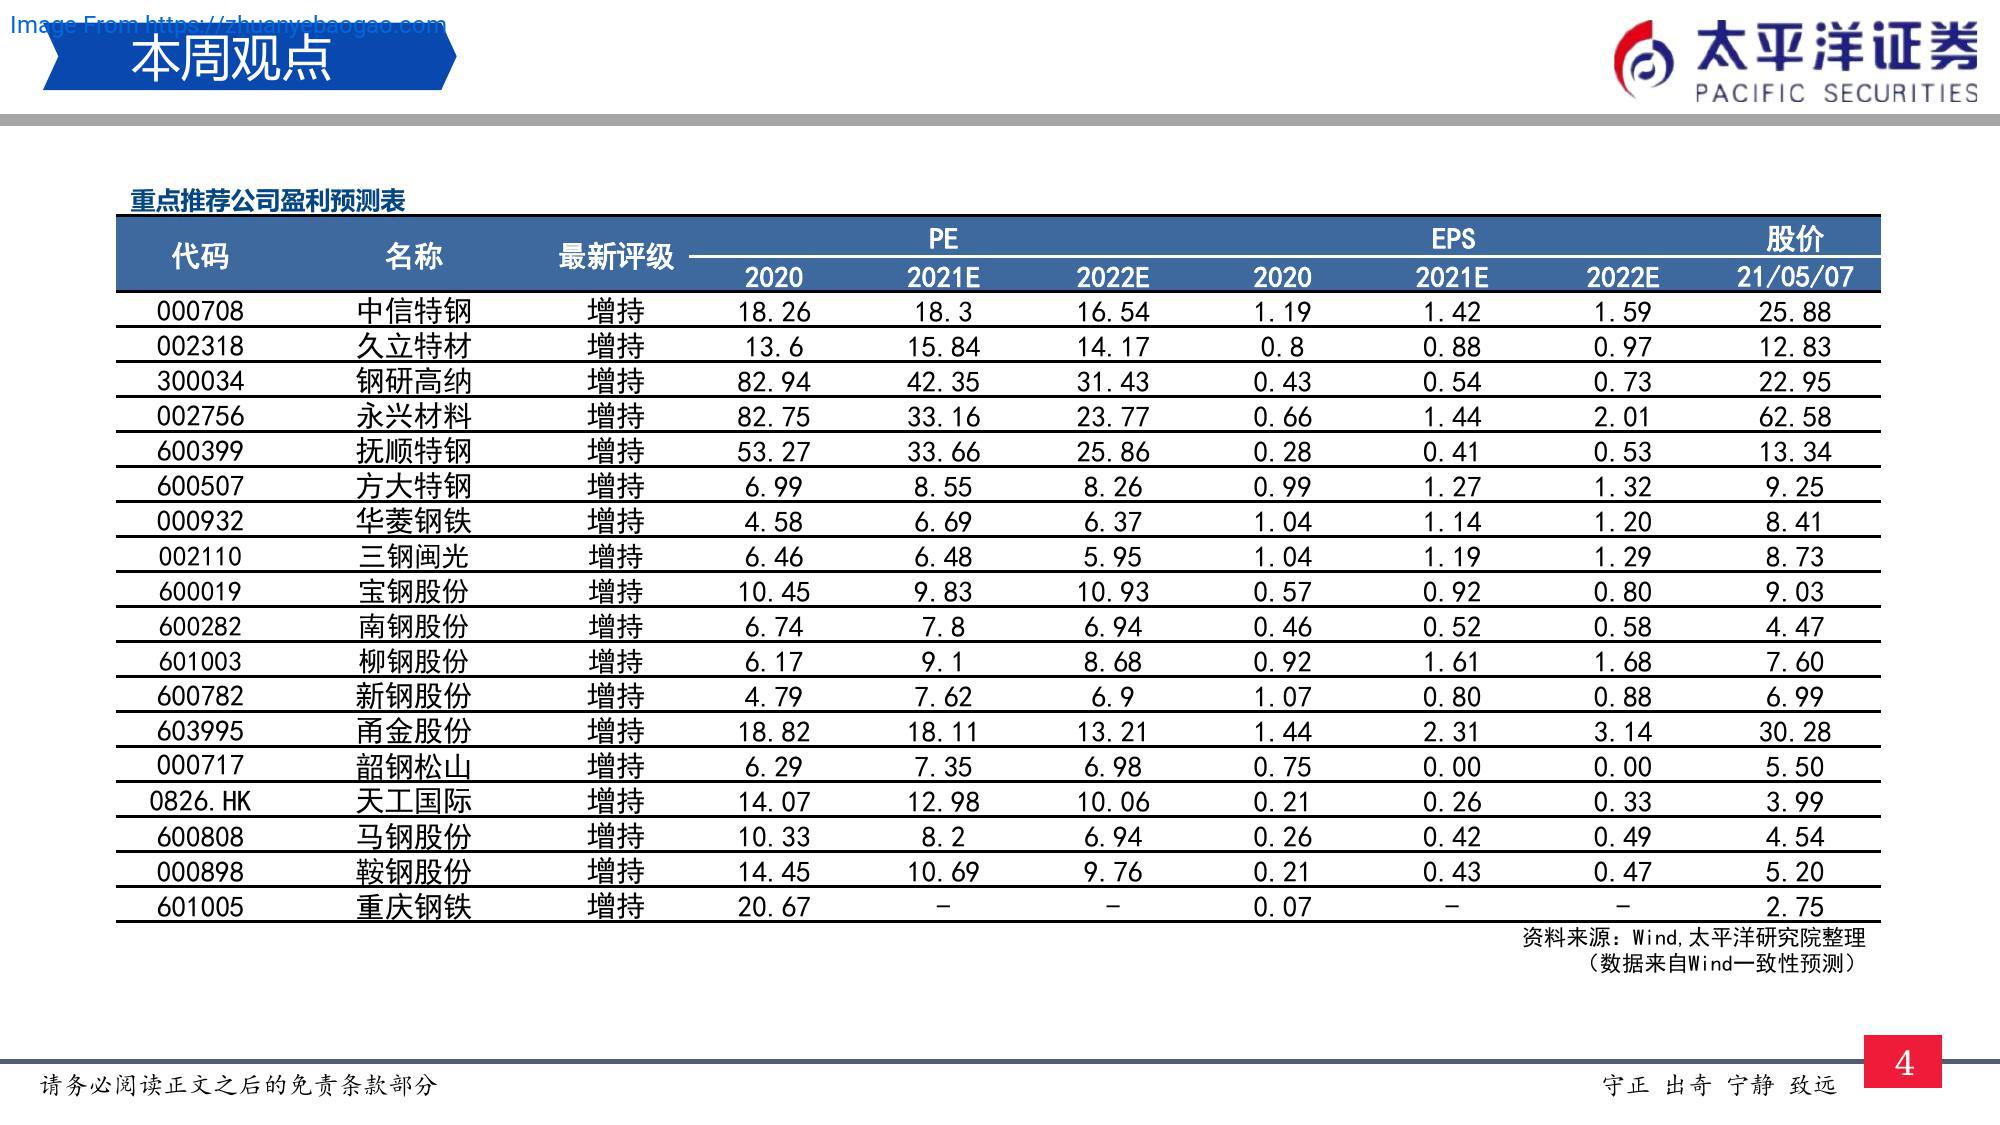 Image From https://zhuanyebaogao.com
本周观点
太平洋证券
PACIFIC SECURITIES
重点推荐公司盈利预测表
代码 名称 最新评级 PE EPS 股价
2020 2021E 2022E 2020 2021E 2022E 21/05/07
000708 中信特钢 增持 18.26 18.3 16.54 1.19 1.42 1.59 25.88
002318 久立特材 增持 13.6 15.84 14.17 0.8 0.88 0.97 12.83
300034 钢研高纳 增持 82.94 42.35 31.43 0.43 0.54 0.73 22.95
002756 永兴材料 增持 82.75 33.16 23.77 0.66 1.44 2.01 62.58
600399 抚顺特钢 增持 53.27 33.66 25.86 0.28 0.41 0.53 13.34
600507 方大特钢 增持 6.99 8.55 8.26 0.99 1.27 1.32 9.25
000932 华菱钢铁 增持 4.58 6.69 6.37 1.04 1.14 1.20 8.41
002110 三钢闽光 增持 6.46 6.48 5.95 1.04 1.19 1.29 8.73
600019 宝钢股份 增持 10.45 9.83 10.93 0.57 0.92 0.80 9.03
600282 南钢股份 增持 6.74 7.8 6.94 0.46 0.52 0.58 4.47
601003 柳钢股份 增持 6.17 9.1 8.68 0.92 1.61 1.68 7.60
600782 新钢股份 增持 4.79 7.62 6.9 1.07 0.80 0.88 6.99
603995 甬金股份 增持 18.82 18.11 13.21 1.44 2.31 3.14 30.28
000717 韶钢松山 增持 6.29 7.35 6.98 0.75 0.00 0.00 5.50
0826.HK 天工国际 增持 14.07 12.98 10.06 0.21 0.26 0.33 3.99
600808 马钢股份 增持 10.33 8.2 6.94 0.26 0.42 0.49 4.54
000898 鞍钢股份 增持 14.45 10.69 9.76 0.21 0.43 0.47 5.20
601005 重庆钢铁 增持 20.67 - - 0.07 - - 2.75
资料来源：Wind,太平洋研究院整理
（数据来自Wind一致性预测）
请务必阅读正文之后的免责条款部分
守正 出奇 宁静 致远
4